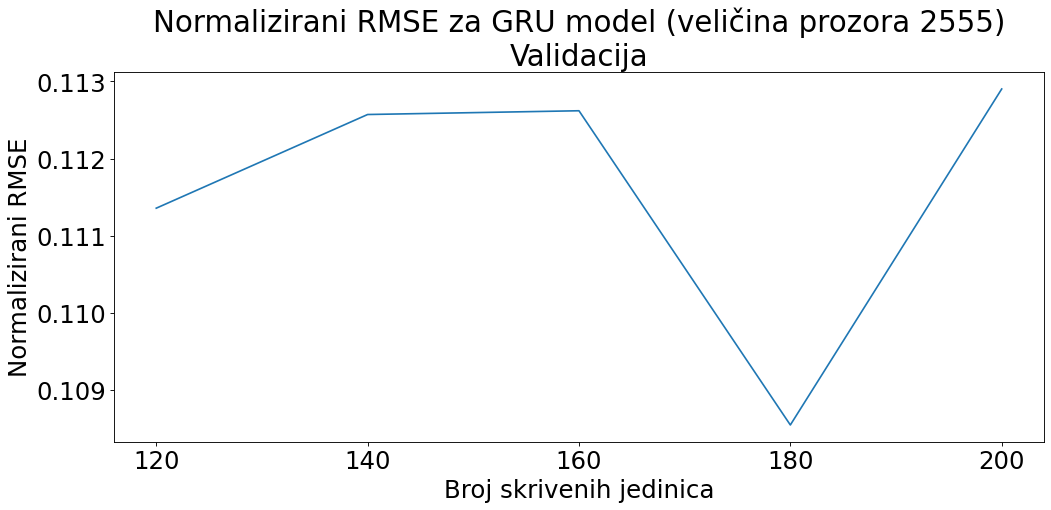 Normalizirani RMSE za GRU model (veličina prozora 2555)
Validacija
Normalizirani RMSE
0.113
0.112
0.111
0.110
0.109
120 140 160 180 200
Broj skrivenih jedinica